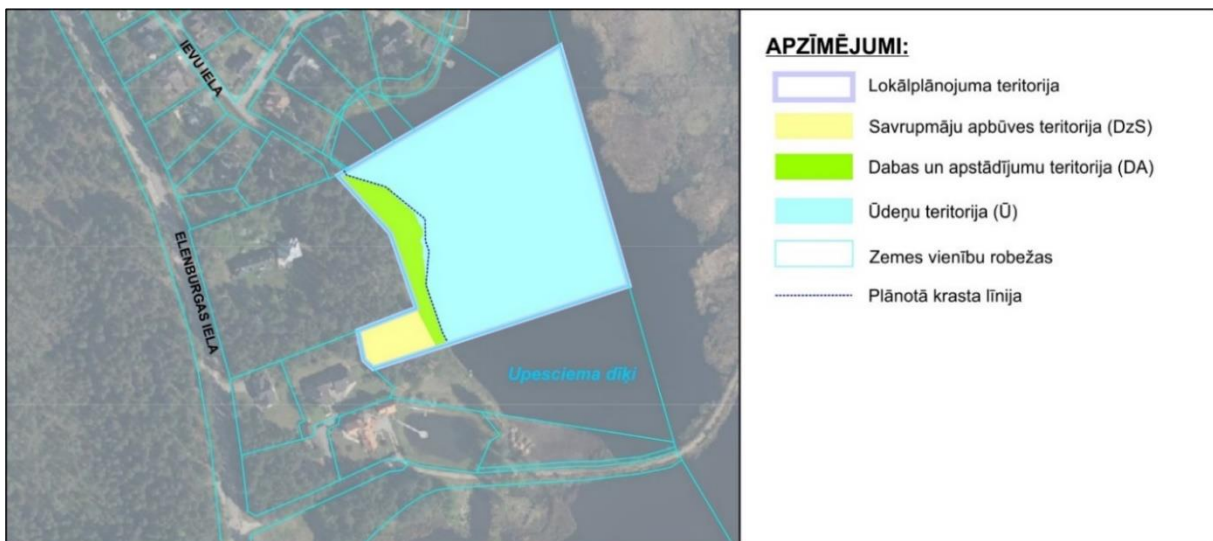 IEVU IELA
ELENBURGAS IELA
Upesciema dīķi
APZĪMĒJUMI:
Lokālplānojuma teritorija
Savrupmāju apbūves teritorija (DzS)
Dabas un apstādījumu teritorija (DA)
Ūdeņu teritorija (Ū)
Zemes vienību robežas
Plānotā krasta līnija